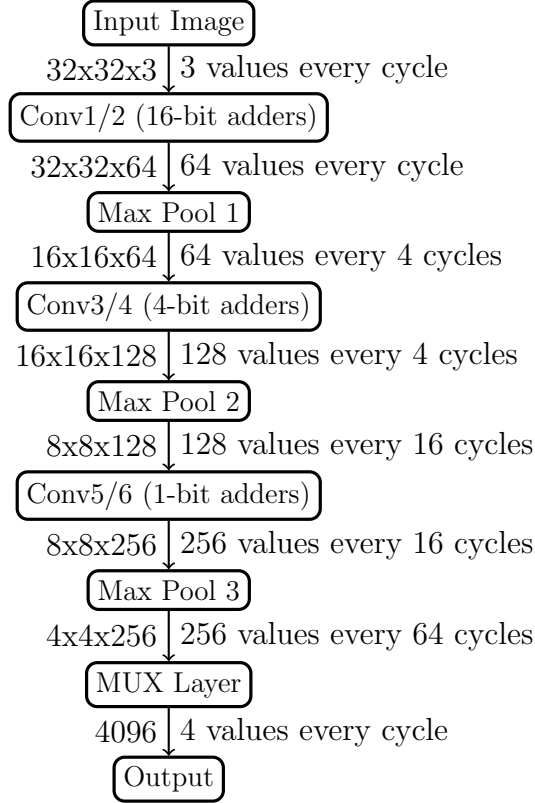 Input Image
32x32x3 3 values every cycle
Conv1/2 (16-bit adders)
32x32x64 64 values every cycle
Max Pool 1
16x16x64 64 values every 4 cycles
Conv3/4 (4-bit adders)
16x16x128 128 values every 4 cycles
Max Pool 2
8x8x128 128 values every 16 cycles
Conv5/6 (1-bit adders)
8x8x256 256 values every 16 cycles
Max Pool 3
4x4x256 256 values every 64 cycles
MUX Layer
4096 4 values every cycle
Output